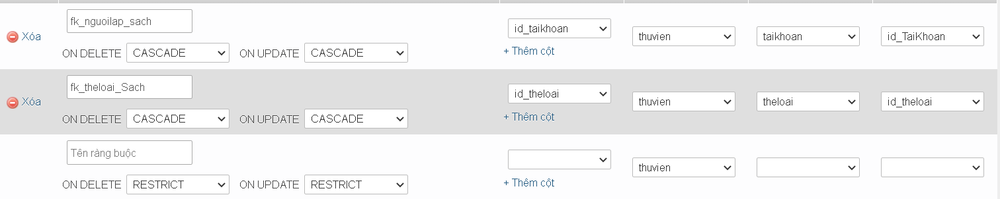 fk_nguoilap_sach
Xóa
ON DELETE CASCADE ON UPDATE CASCADE
id_taikhoan
+ Thêm cột
thuvien
taikhoan
id_TaiKhoan
fk_theloai_Sach
Xóa
ON DELETE CASCADE ON UPDATE CASCADE
id_theloai
+ Thêm cột
thuvien
theloai
id_theloai
Tên ràng buộc
ON DELETE RESTRICT ON UPDATE RESTRICT
+ Thêm cột
thuvien